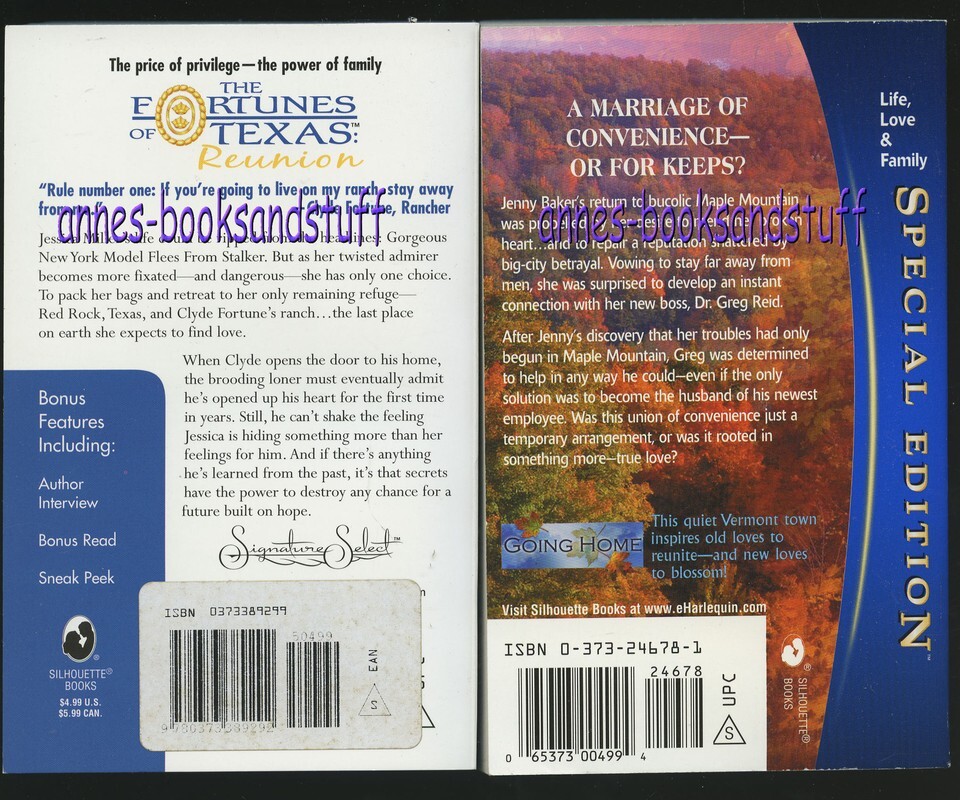 The price of privilege—the power of family
THE
FORTUNES
OF TEXAS:™
Reunion
"Rule number one: If you're going to live on my ranch, stay away
Fortune, Rancher
annes-booksandstuff
Gorgeous
New York Model Flees From Stalker. But as her twisted admirer
becomes more fixated—and dangerous—she has only one choice.
To pack her bags and retreat to her only remaining refuge—
Red Rock, Texas, and Clyde Fortune's ranch…the last place
on earth she expects to find love.
When Clyde opens the door to his home,
the brooding loner must eventually admit
he's opened up his heart for the first time
in years. Still, he can't shake the feeling
Jessica is hiding something more than her
feelings for him. And if there's anything
he's learned from the past, it's that secrets
have the power to destroy any chance for a
future built on hope.
Signature Select™
Bonus
Features
Including:
Author
Interview
Bonus Read
Sneak Peek
SILHOUETTE®
BOOKS
$4.99 U.S.
$5.99 CAN.
ISBN 0373389299
50499
EAN
S
9 780373 389292
A MARRIAGE OF
CONVENIENCE—
OR FOR KEEPS?
Jenny Baker's return to bucolic Maple Mountain
was
annes-booksandstuff
heart…and to repair a reputation shattered by
big-city betrayal. Vowing to stay far away from
men, she was surprised to develop an instant
connection with her new boss, Dr. Greg Reid.
After Jenny's discovery that her troubles had only
begun in Maple Mountain, Greg was determined
to help in any way he could—even if the only
solution was to become the husband of his newest
employee. Was this union of convenience just a
temporary arrangement, or was it rooted in
something more—true love?
GOING HOME
This quiet Vermont town
inspires old loves to
reunite—and new loves
to blossom!
Visit Silhouette Books at www.eHarlequin.com
ISBN 0-373-24678-1
24678
UPC
S
0 65373 00499 4
SILHOUETTE®
BOOKS
Life,
Love
&
Family
SPECIAL EDITION™